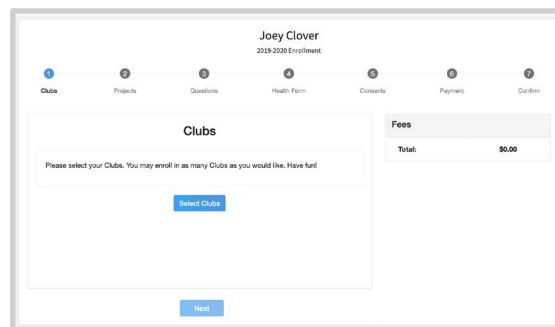 Joey Clover
2019-2020 Enrollment
1 2 3 4 5 6 7
Clubs Projects Questions Health Form Consents Payment Confirm
Clubs
Please select your Clubs. You may enroll in as many Clubs as you would like. Have fun!
Select Clubs
Next
Fees
Total: $0.00